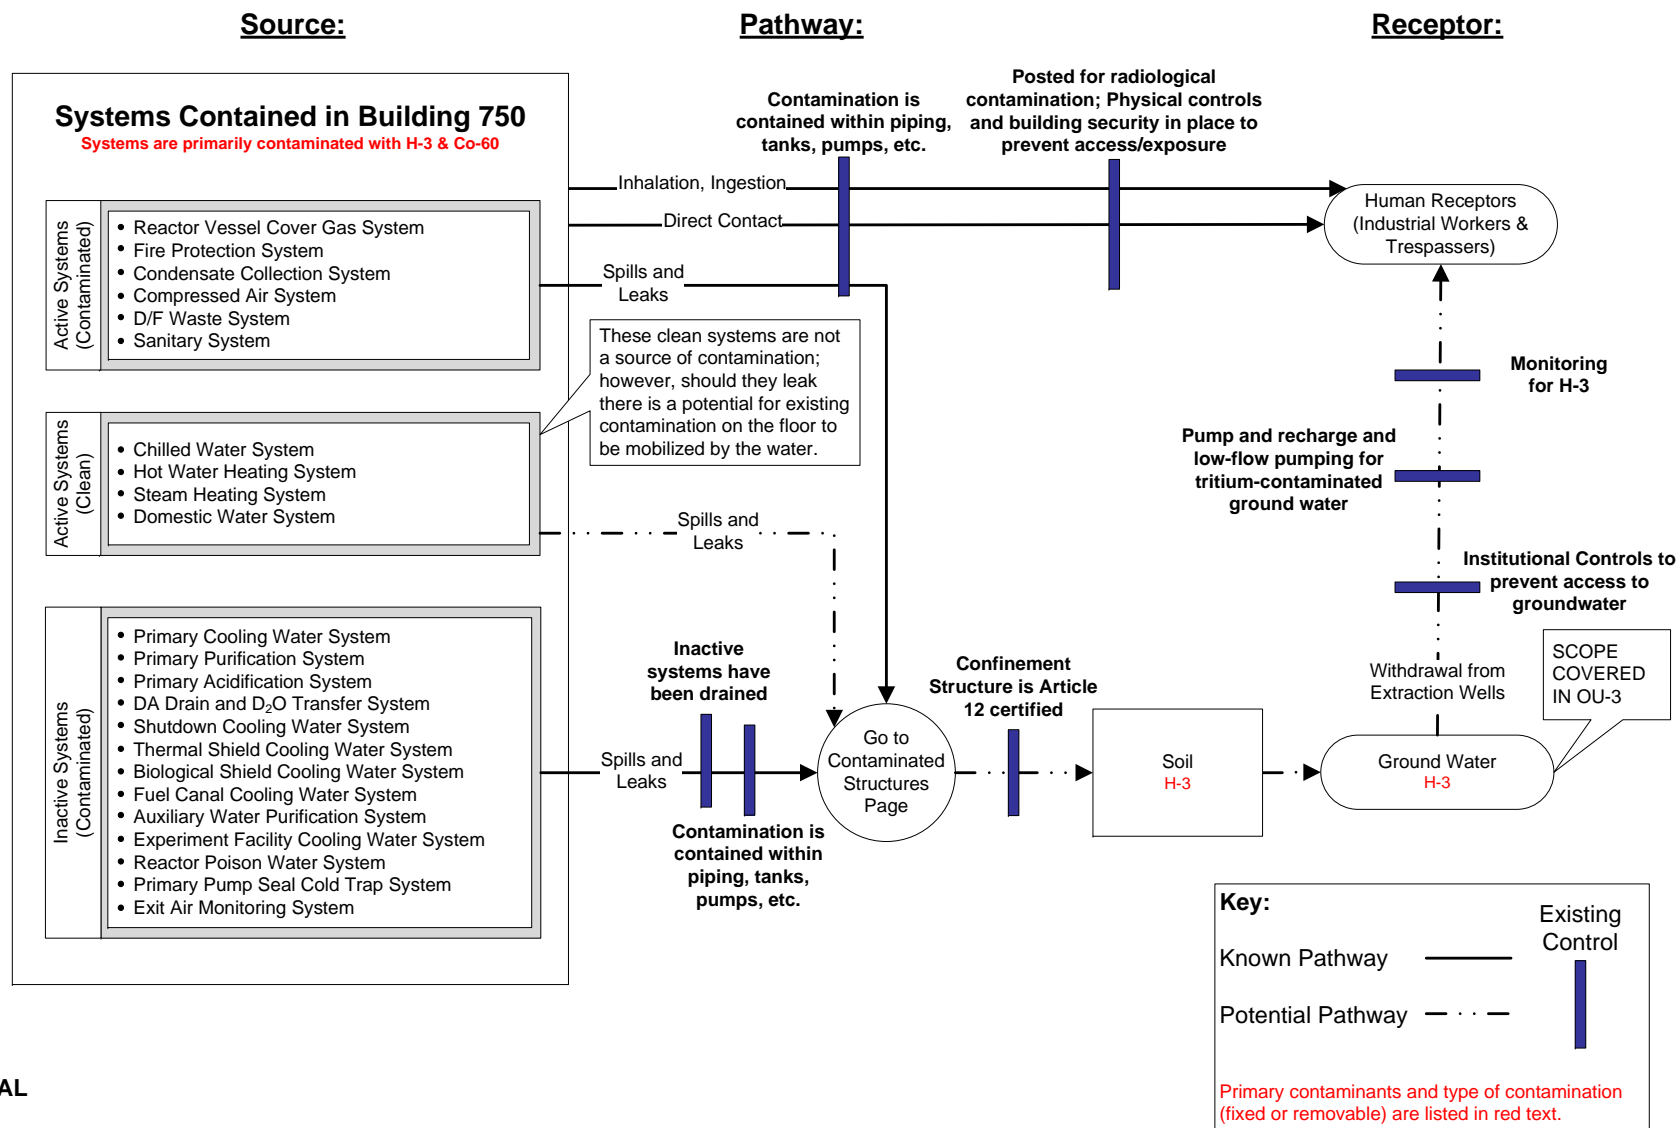 Source:
Pathway:
Receptor:
Systems Contained in Building 750
Systems are primarily contaminated with H-3 & Co-60
Active Systems
(Contaminated)
• Reactor Vessel Cover Gas System
• Fire Protection System
• Condensate Collection System
• Compressed Air System
• D/F Waste System
• Sanitary System
Active Systems
(Clean)
• Chilled Water System
• Hot Water Heating System
• Steam Heating System
• Domestic Water System
Inactive Systems
(Contaminated)
• Primary Cooling Water System
• Primary Purification System
• Primary Acidification System
• DA Drain and D₂O Transfer System
• Shutdown Cooling Water System
• Thermal Shield Cooling Water System
• Biological Shield Cooling Water System
• Fuel Canal Cooling Water System
• Auxiliary Water Purification System
• Experiment Facility Cooling Water System
• Reactor Poison Water System
• Primary Pump Seal Cold Trap System
• Exit Air Monitoring System
Contamination is
contained within piping,
tanks, pumps, etc.
Posted for radiological
contamination; Physical controls
and building security in place to
prevent access/exposure
Inhalation, Ingestion
Direct Contact
Spills and
Leaks
These clean systems are not
a source of contamination;
however, should they leak
there is a potential for existing
contamination on the floor to
be mobilized by the water.
Spills and
Leaks
Inactive
systems have
been drained
Spills and
Leaks
Contamination is
contained within
piping, tanks,
pumps, etc.
Go to
Contaminated
Structures
Page
Confinement
Structure is Article
12 certified
Soil
H-3
Human Receptors
(Industrial Workers &
Trespassers)
Monitoring
for H-3
Pump and recharge and
low-flow pumping for
tritium-contaminated
ground water
Institutional Controls to
prevent access to
groundwater
Withdrawal from
Extraction Wells
SCOPE
COVERED
IN OU-3
Ground Water
H-3
Key:
Existing
Control
Known Pathway
Potential Pathway
Primary contaminants and type of contamination
(fixed or removable) are listed in red text.
AL